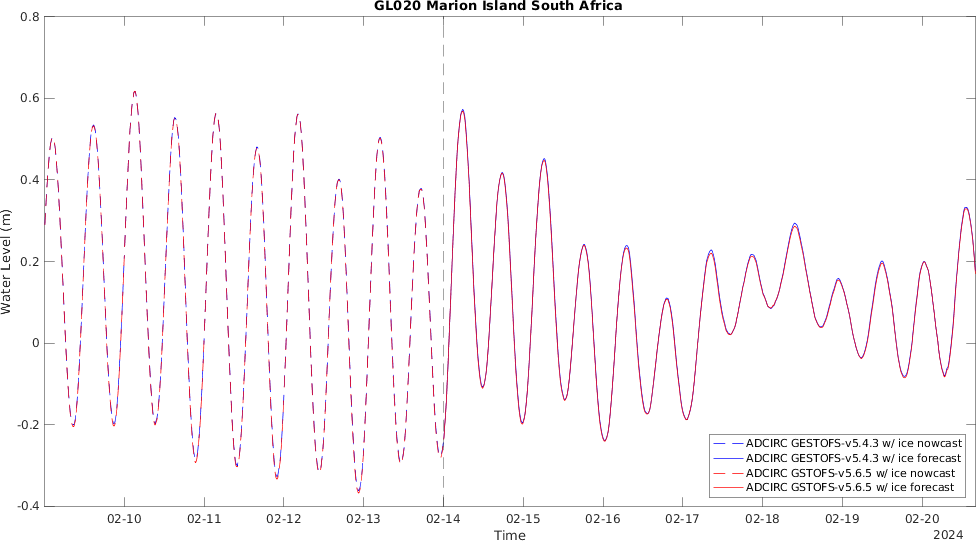 GL020 Marion Island South Africa
0.8
0.6
0.4
0.2
0
-0.2
-0.4
Water Level (m)
ADCIRC GESTOFS-v5.4.3 w/ ice nowcast
ADCIRC GESTOFS-v5.4.3 w/ ice forecast
ADCIRC GSTOFS-v5.6.5 w/ ice nowcast
ADCIRC GSTOFS-v5.6.5 w/ ice forecast
02-10 02-11 02-12 02-13 02-14 02-15 02-16 02-17 02-18 02-19 02-20
Time 2024